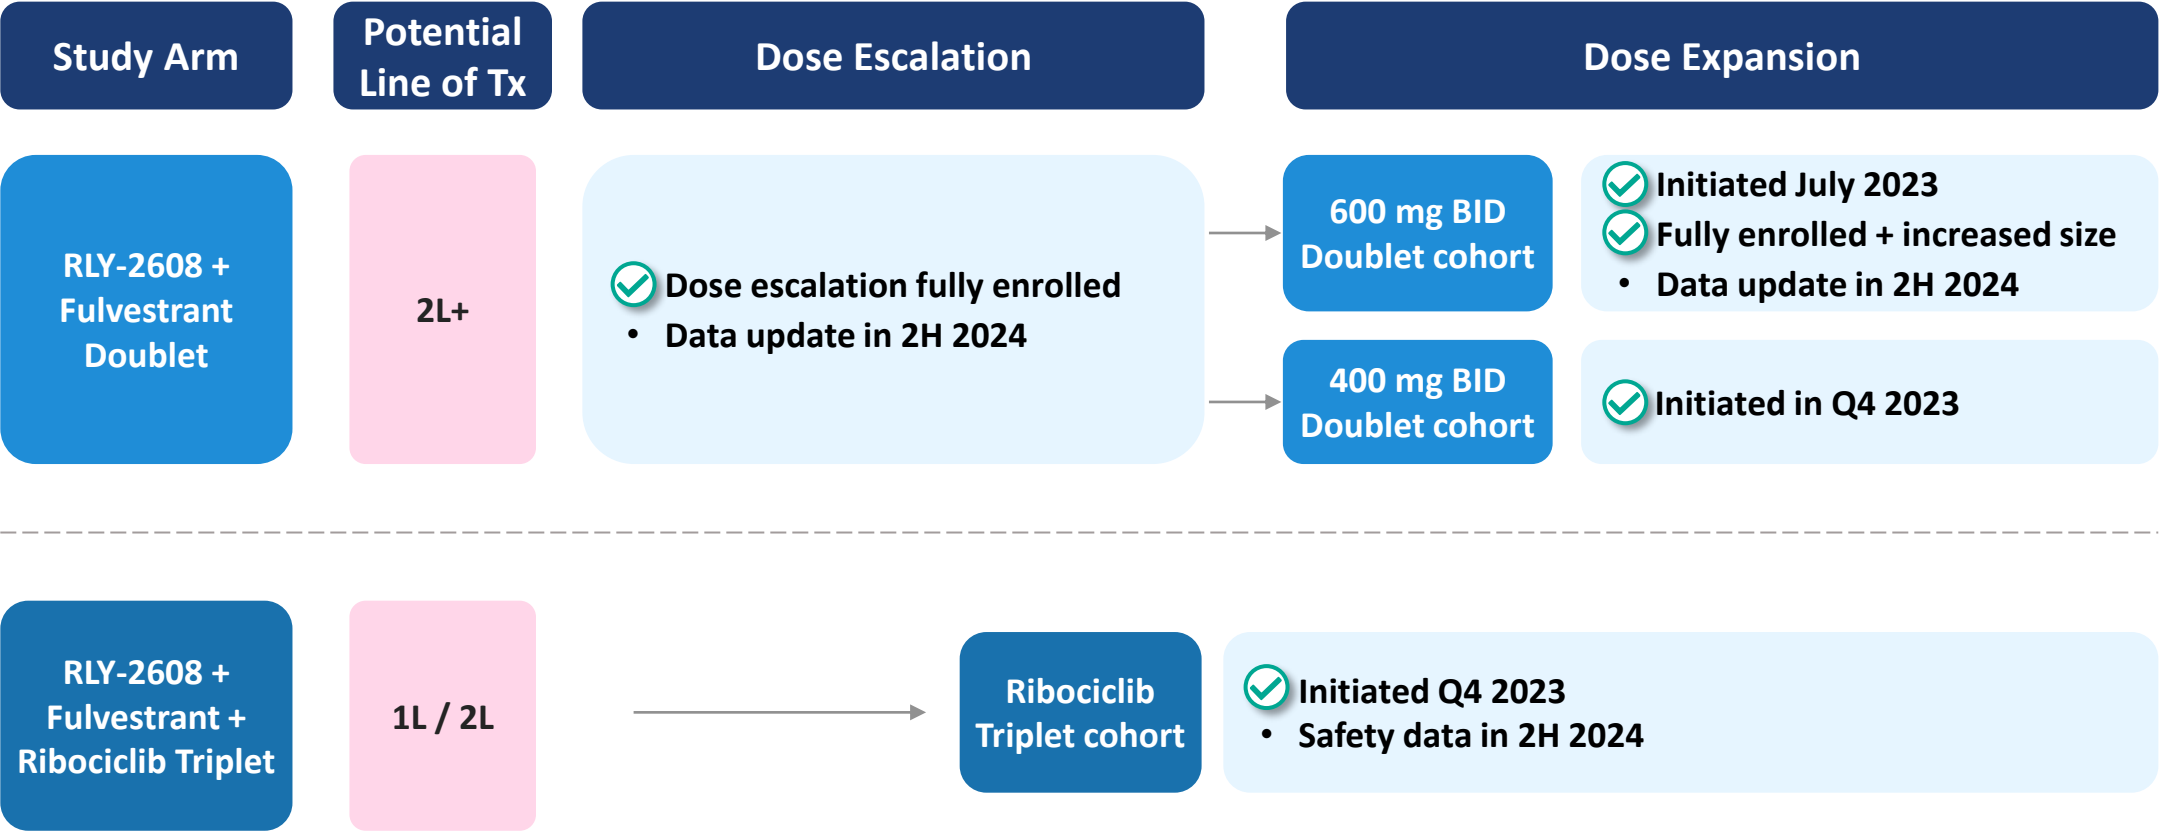 Study Arm
Potential
Line of Tx
Dose Escalation
Dose Expansion
RLY-2608 +
Fulvestrant
Doublet
2L+
Dose escalation fully enrolled
• Data update in 2H 2024
600 mg BID
Doublet cohort
Initiated July 2023
Fully enrolled + increased size
• Data update in 2H 2024
400 mg BID
Doublet cohort
Initiated in Q4 2023
RLY-2608 +
Fulvestrant +
Ribociclib Triplet
1L / 2L
Ribociclib
Triplet cohort
Initiated Q4 2023
• Safety data in 2H 2024